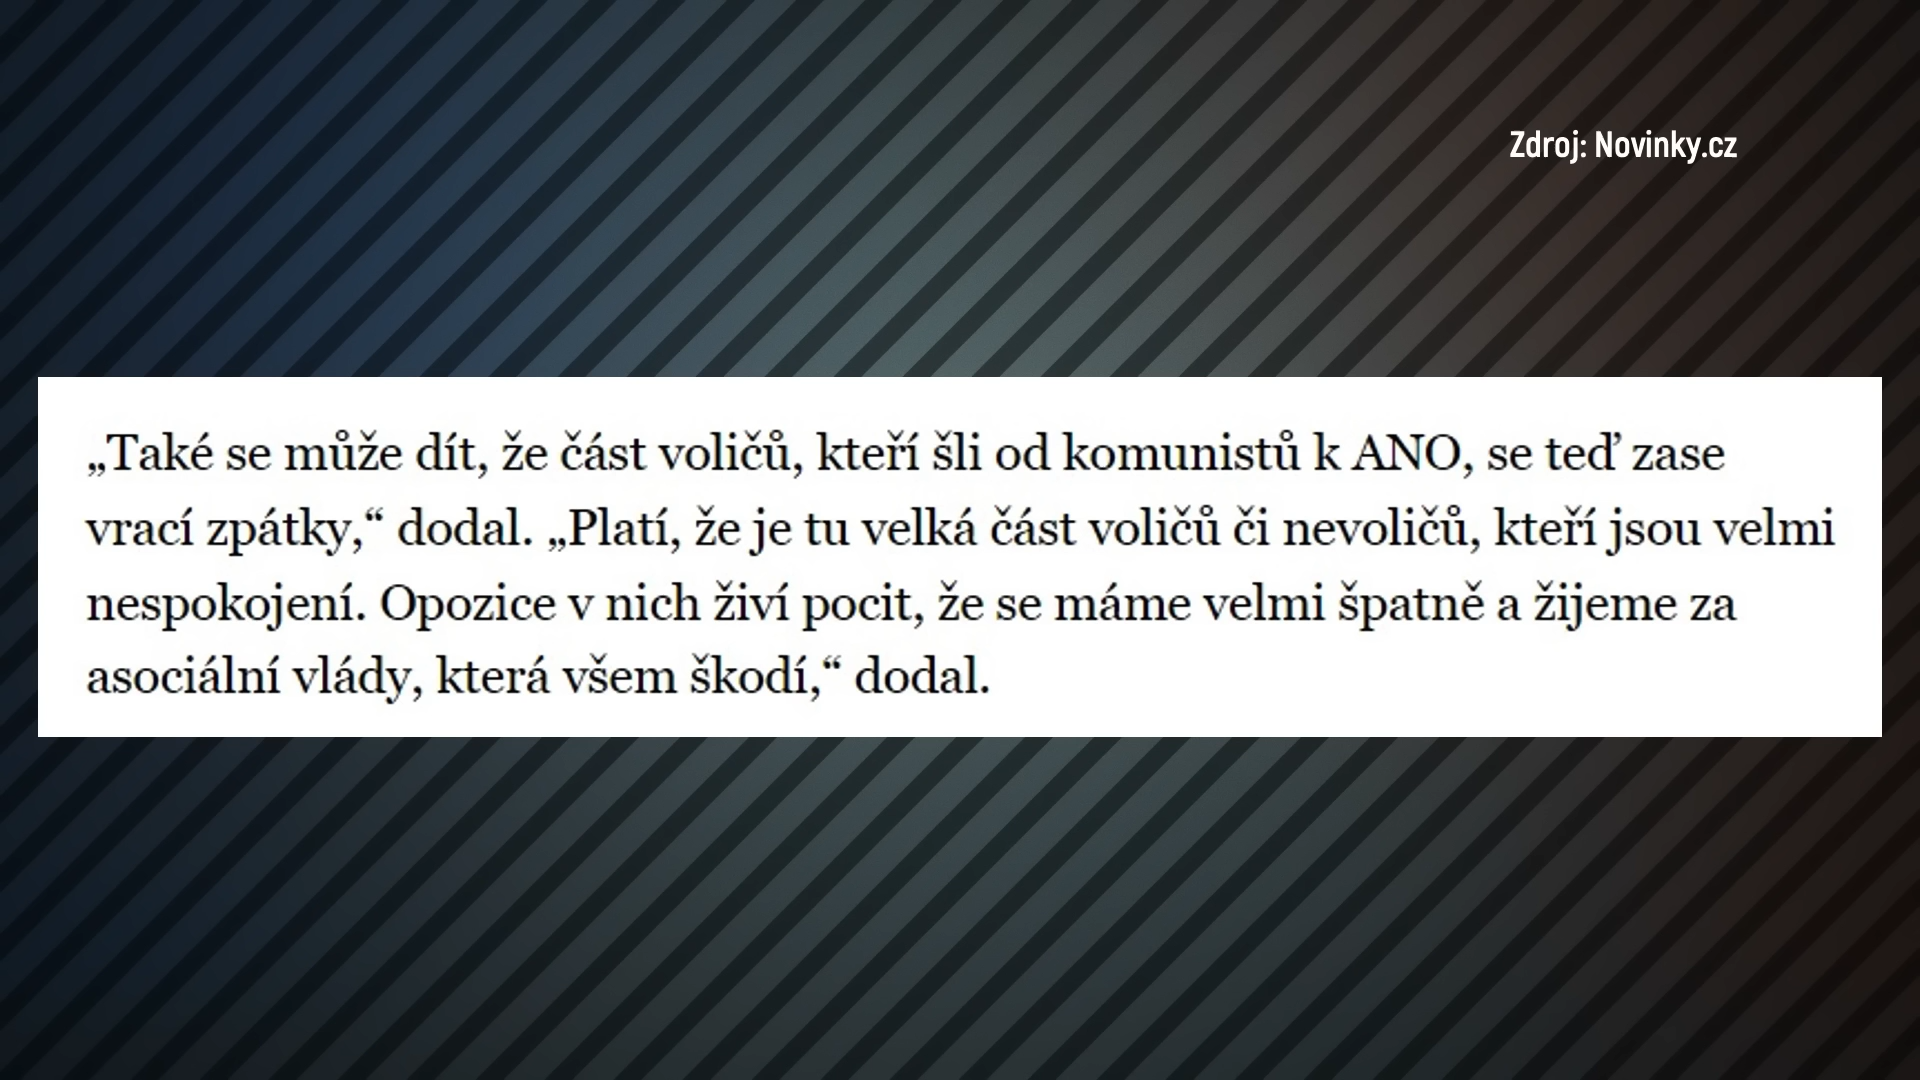 Zdroj: Novinky.cz
„Také se může dít, že část voličů, kteří šli od komunistů k ANO, se teď zase
vrací zpátky,“ dodal. „Platí, že je tu velká část voličů či nevoličů, kteří jsou velmi
nespokojení. Opozice v nich živí pocit, že se máme velmi špatně a žijeme za
asociální vlády, která všem škodí,“ dodal.